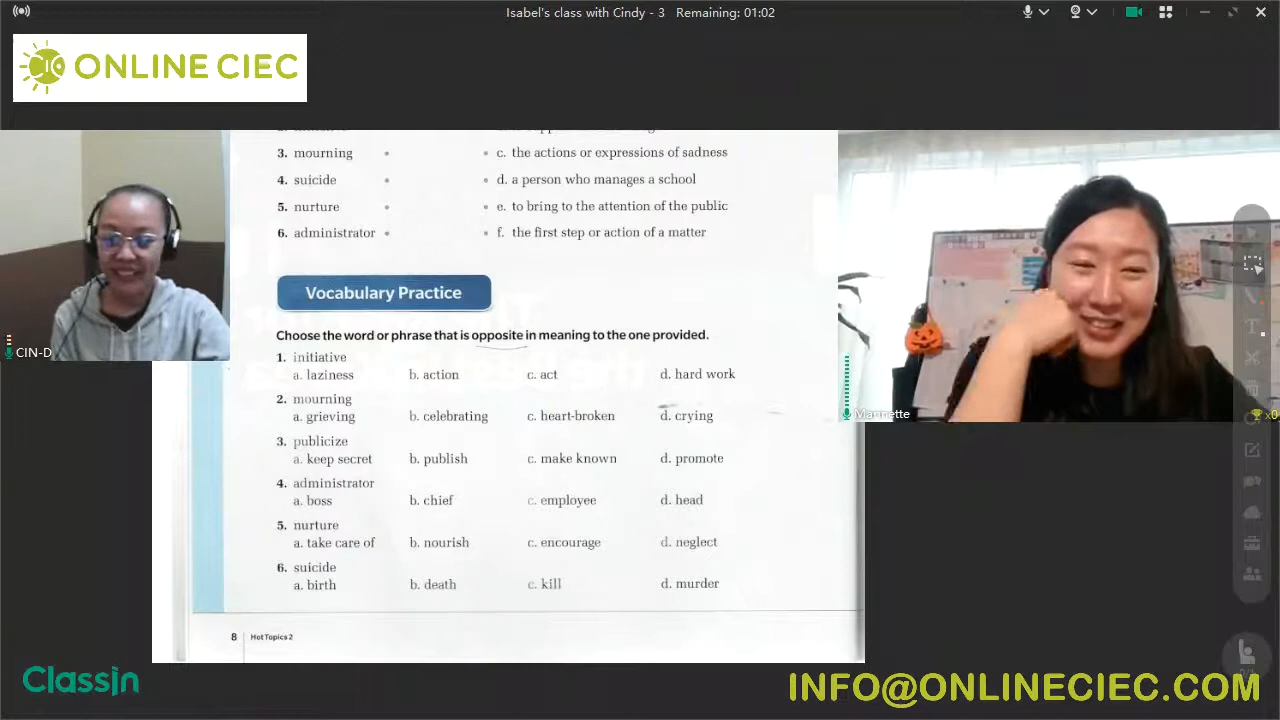 Isabel's class with Cindy - 3 Remaining: 01:02
ONLINE CIEC
3. mourning c. the actions or expressions of sadness
4. suicide d. a person who manages a school
5. nurture e. to bring to the attention of the public
6. administrator f. the first step or action of a matter
Vocabulary Practice
Choose the word or phrase that is opposite in meaning to the one provided.
1. initiative
a. laziness b. action c. act d. hard work
2. mourning
a. grieving b. celebrating c. heart-broken d. crying
3. publicize
a. keep secret b. publish c. make known d. promote
4. administrator
a. boss b. chief c. employee d. head
5. nurture
a. take care of b. nourish c. encourage d. neglect
6. suicide
a. birth b. death c. kill d. murder
8 Hot Topics 2
CIN-D
Mannette
x0
ClassIn
INFO@ONLINECIEC.COM